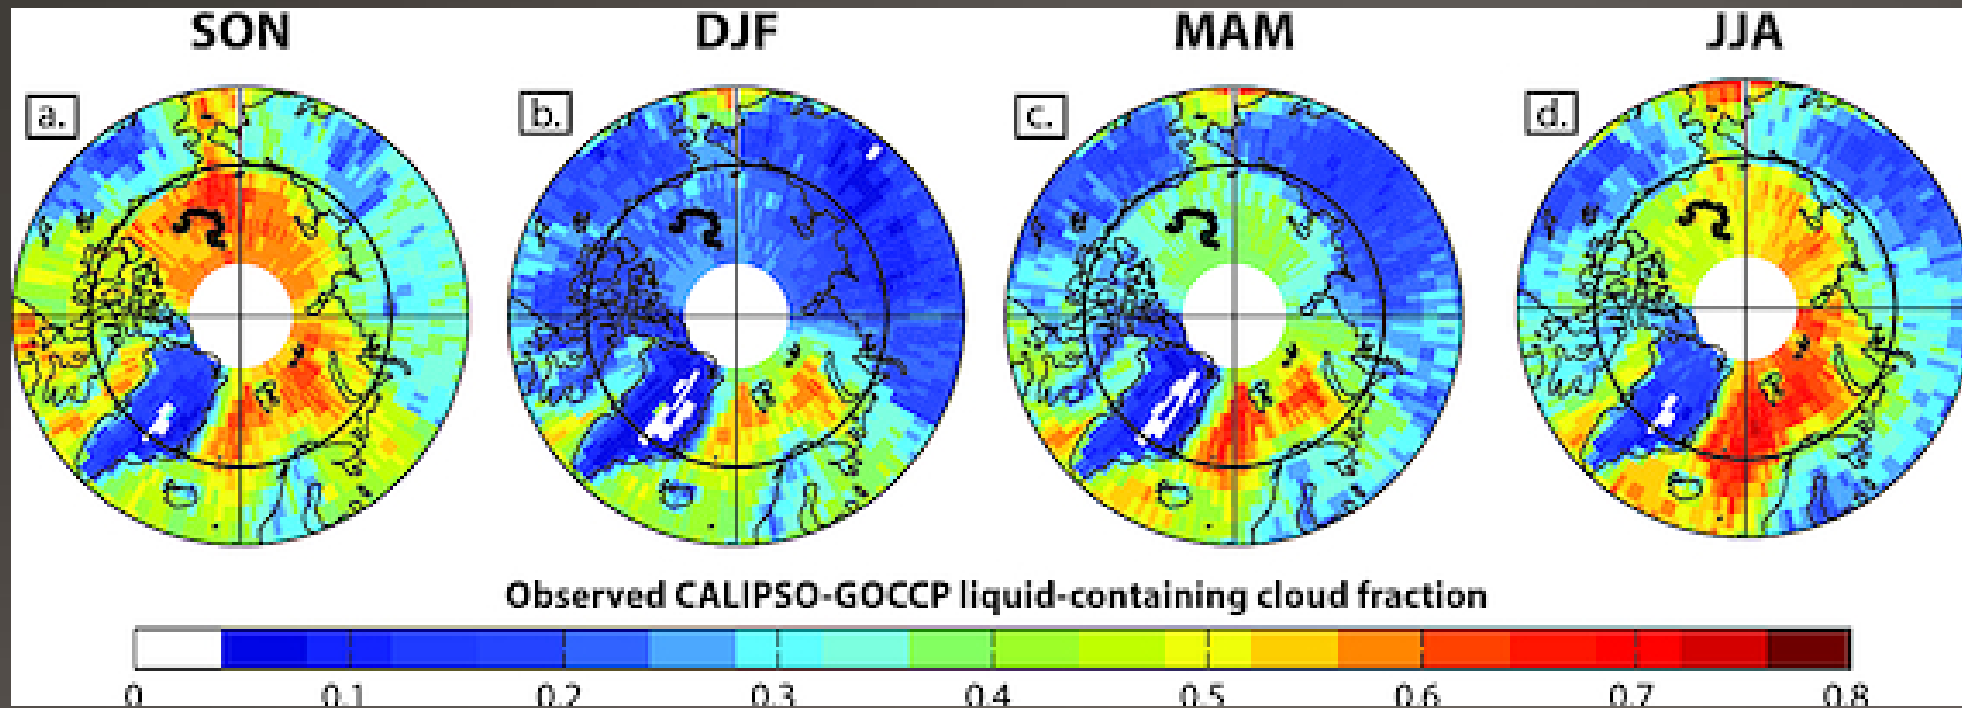 SON DJF MAM JJA
a. b. c. d.
Observed CALIPSO-GOCCP liquid-containing cloud fraction
0 0.1 0.2 0.3 0.4 0.5 0.6 0.7 0.8